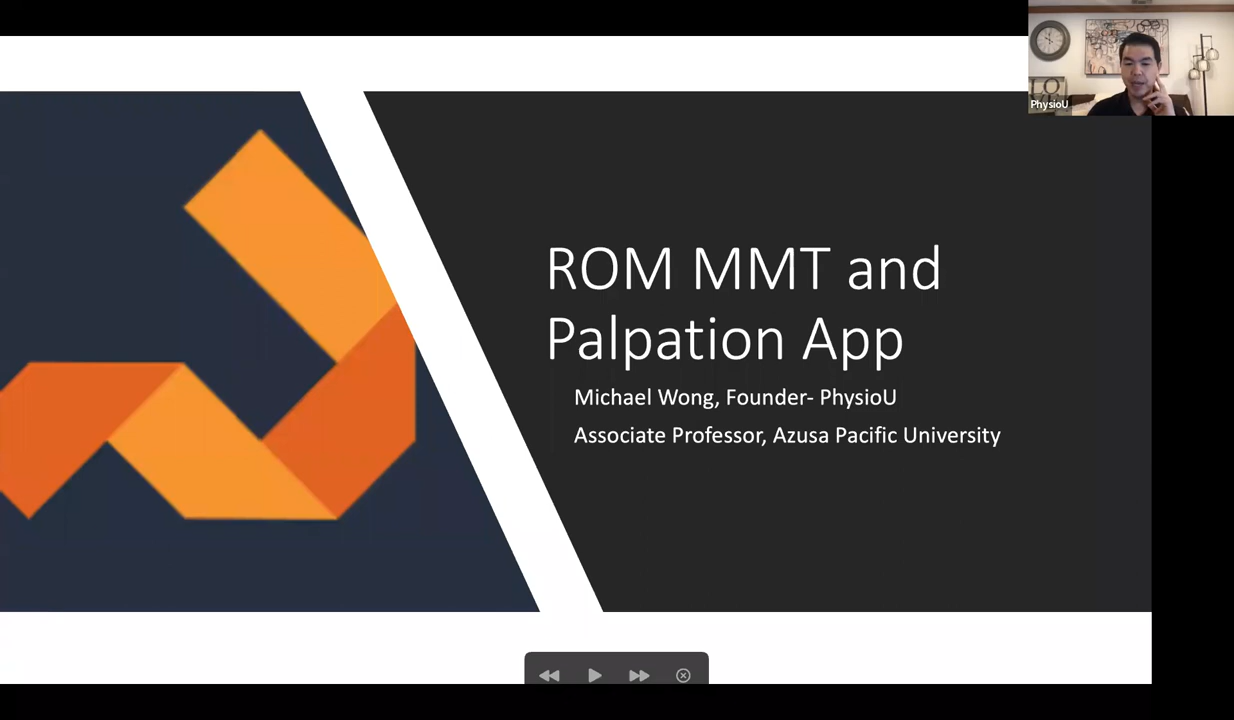 PhysioU
ROM MMT and
Palpation App
Michael Wong, Founder- PhysioU
Associate Professor, Azusa Pacific University